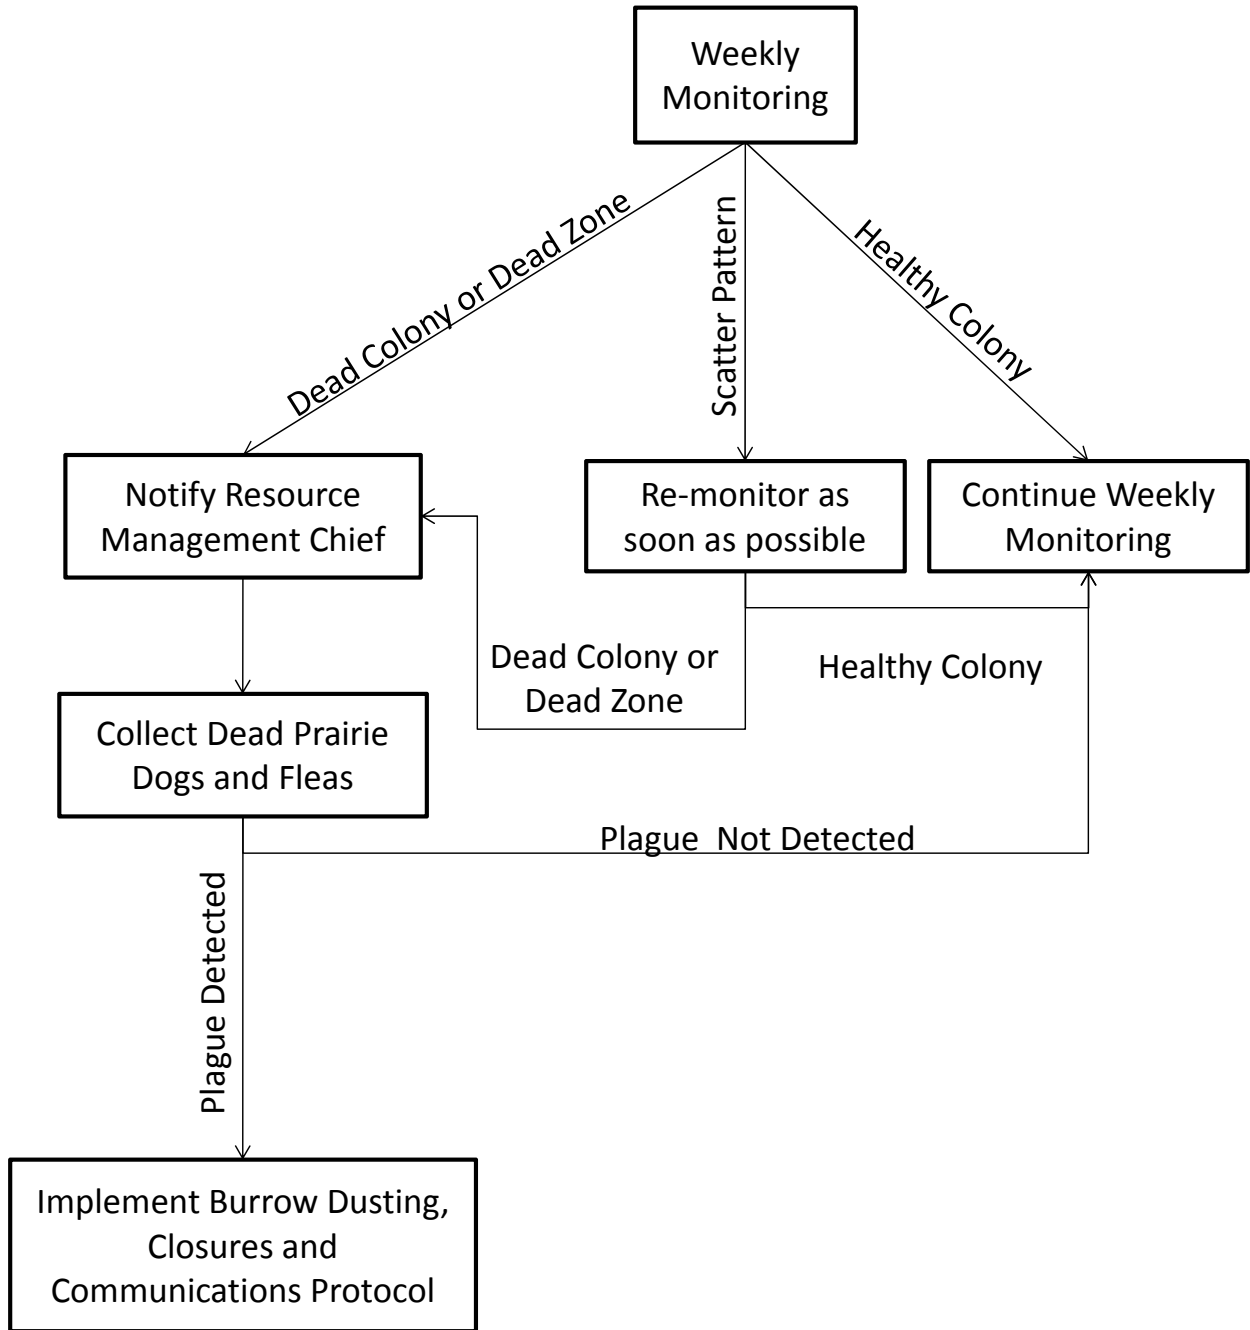 Weekly
Monitoring
Dead Colony or Dead Zone
Scatter Pattern
Healthy Colony
Notify Resource
Management Chief
Re-monitor as
soon as possible
Continue Weekly
Monitoring
Dead Colony or
Dead Zone
Healthy Colony
Collect Dead Prairie
Dogs and Fleas
Plague Not Detected
Plague Detected
Implement Burrow Dusting,
Closures and
Communications Protocol